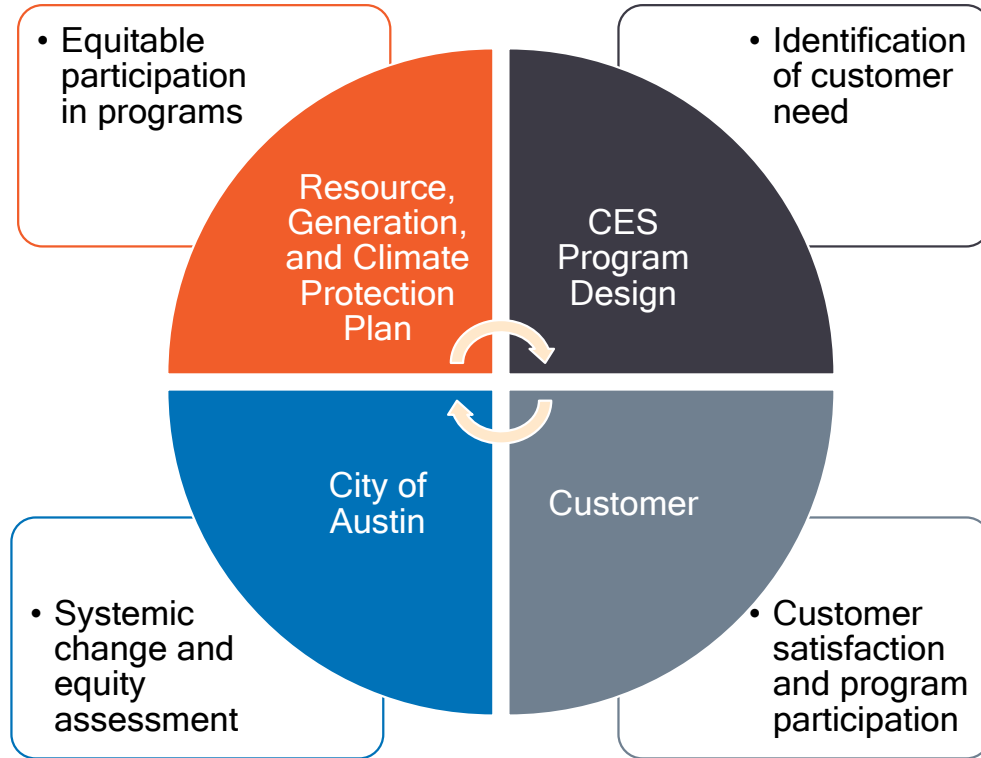 • Equitable
participation
in programs
• Identification
of customer
need
Resource,
Generation,
and Climate
Protection
Plan
CES
Program
Design
City of
Austin
Customer
• Systemic
change and
equity
assessment
• Customer
satisfaction
and program
participation